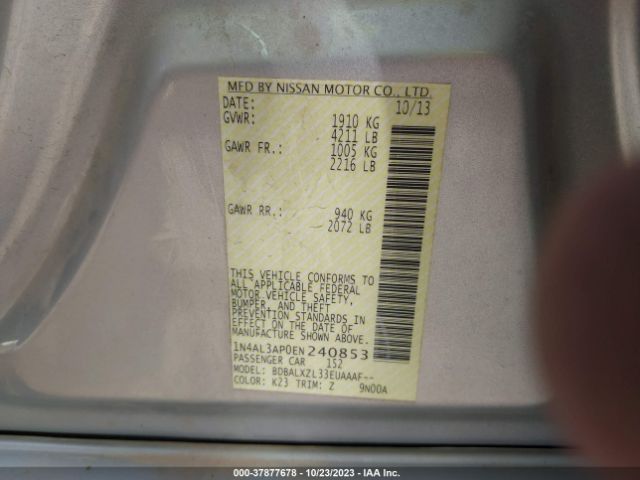 MFD BY NISSAN MOTOR CO., LTD.
DATE: 10/13
GVWR: 1910 KG
4211 LB
GAWR FR.: 1005 KG
2216 LB
GAWR RR.: 940 KG
2072 LB
THIS VEHICLE CONFORMS TO
ALL APPLICABLE FEDERAL
MOTOR VEHICLE SAFETY,
BUMPER, AND THEFT
PREVENTION STANDARDS IN
EFFECT ON THE DATE OF
MANUFACTURE SHOWN ABOVE.
1N4AL3AP0EN240853
PASSENGER CAR 152
MODEL: BDBALXZL33EUAAAF--
COLOR: K23 TRIM: Z 9N00A
000-37877678 - 10/23/2023 - IAA Inc.